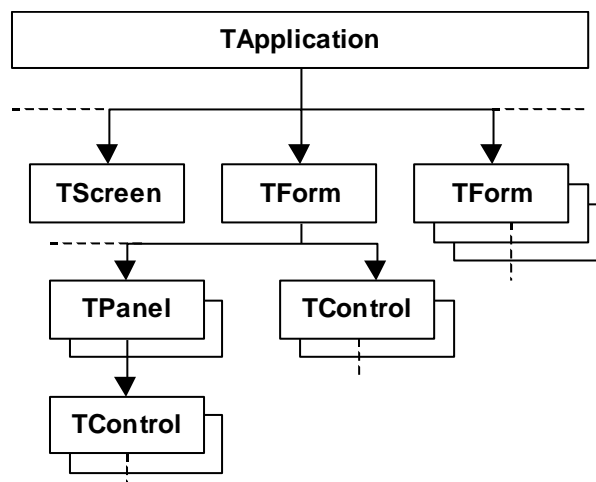 TApplication
TScreen
TForm
TForm
TPanel
TControl
TControl